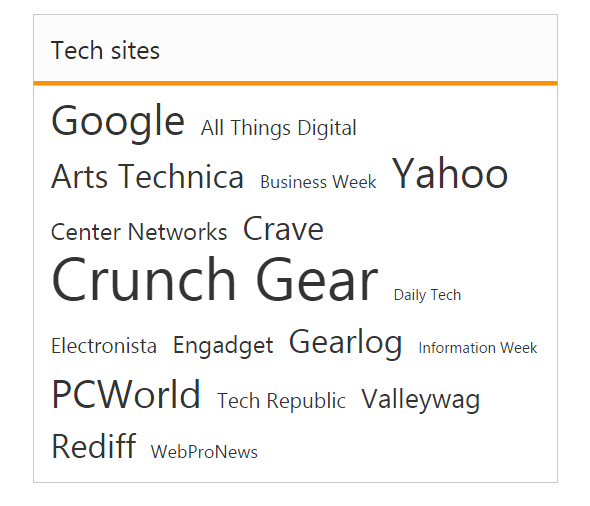 Tech sites
Google All Things Digital
Arts Technica Business Week Yahoo
Center Networks Crave
Crunch Gear Daily Tech
Electronista Engadget Gearlog Information Week
PCWorld Tech Republic Valleywag
Rediff WebProNews